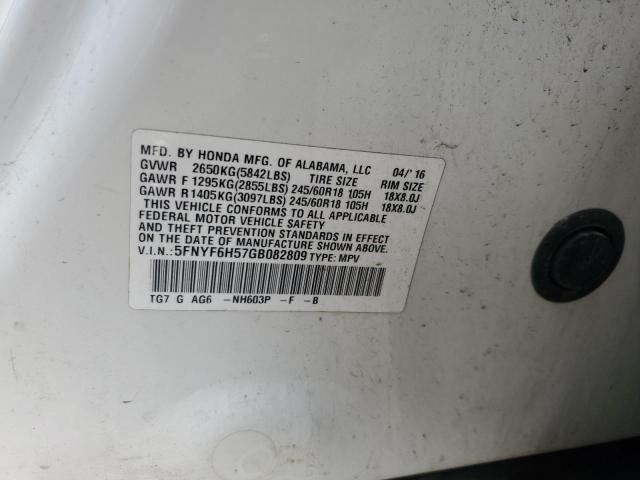 MFD. BY HONDA MFG. OF ALABAMA, LLC 04/'16
GVWR 2650KG(5842LBS) TIRE SIZE RIM SIZE
GAWR F 1295KG(2855LBS) 245/60R18 105H 18X8.0J
GAWR R 1405KG(3097LBS) 245/60R18 105H 18X8.0J
THIS VEHICLE CONFORMS TO ALL APPLICABLE
FEDERAL MOTOR VEHICLE SAFETY
AND THEFT PREVENTION STANDARDS IN EFFECT
ON THE DATE OF MANUFACTURE SHOWN ABOVE.
V.I.N.:5FNYF6H57GB082809 TYPE: MPV
TG7 G AG6 -NH603P -F -B